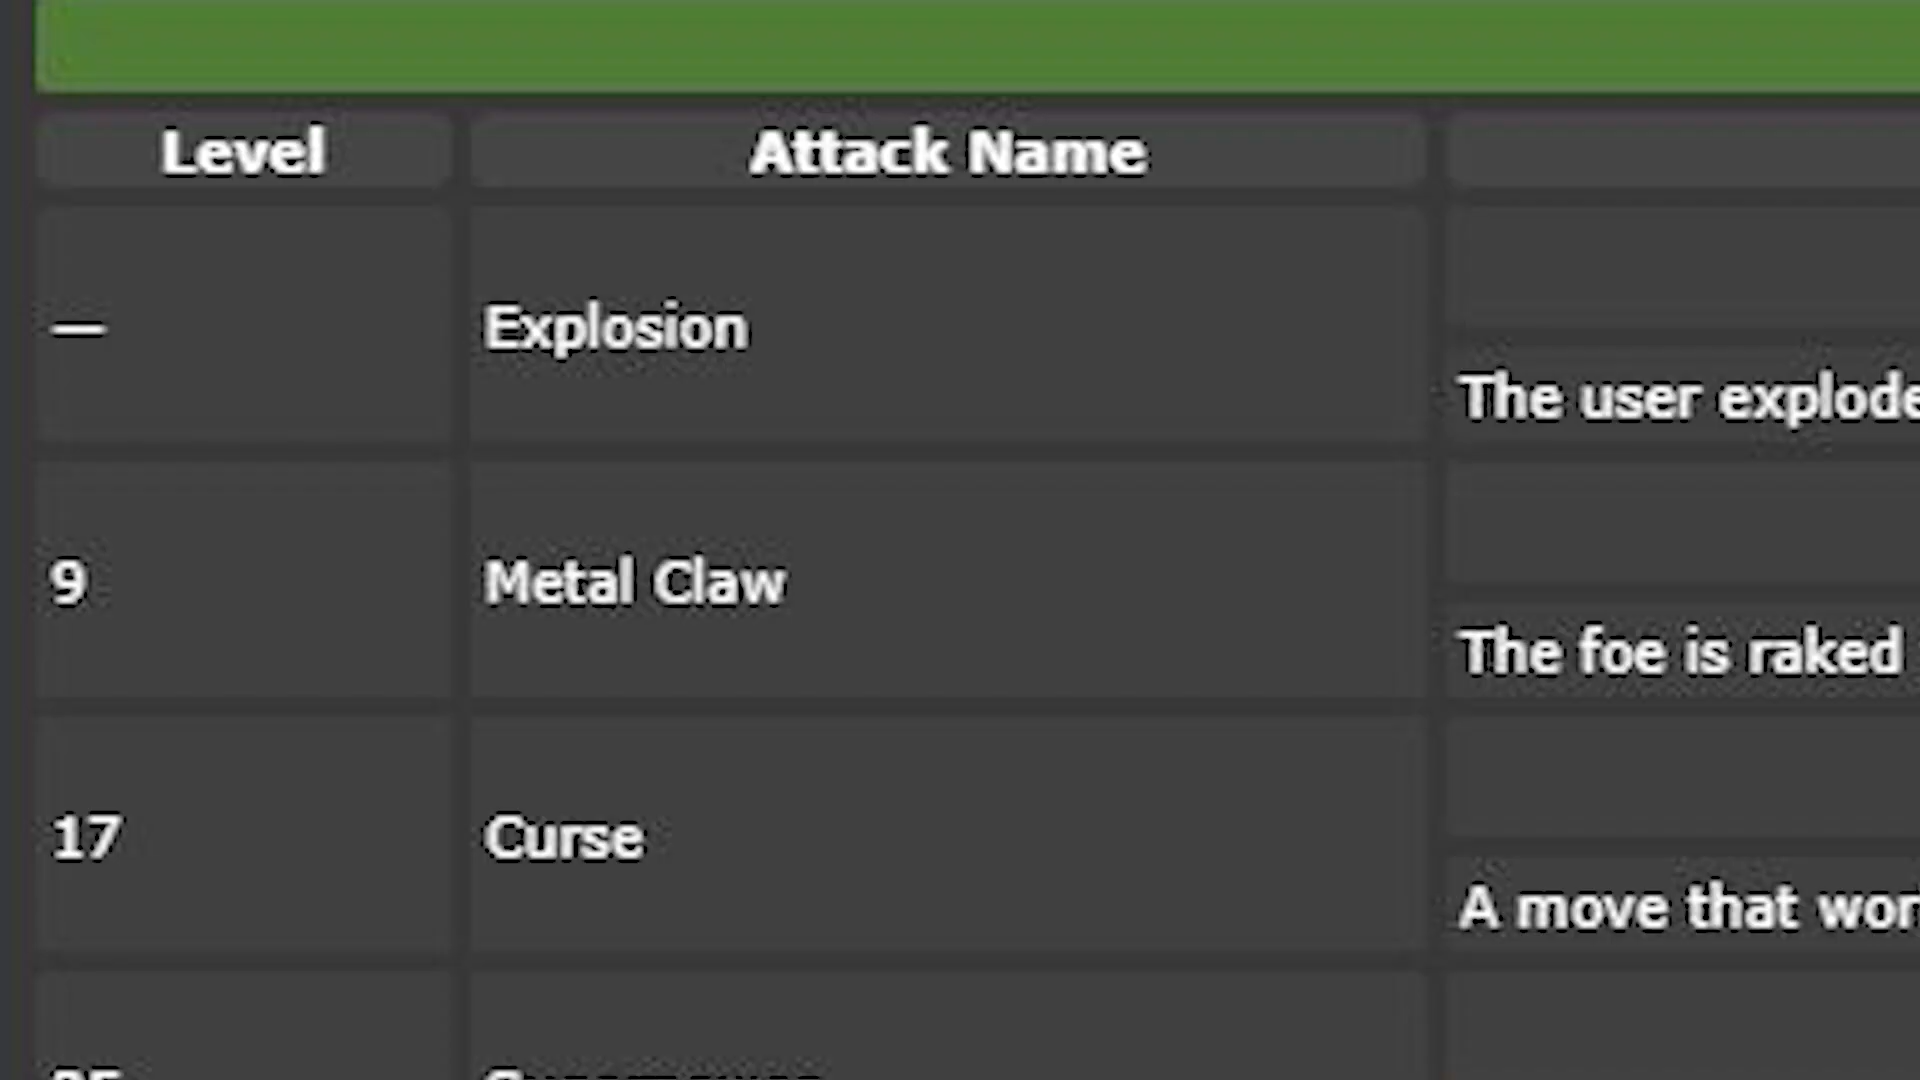 Level Attack Name
— Explosion
The user explode
9 Metal Claw
The foe is raked
17 Curse
A move that wor